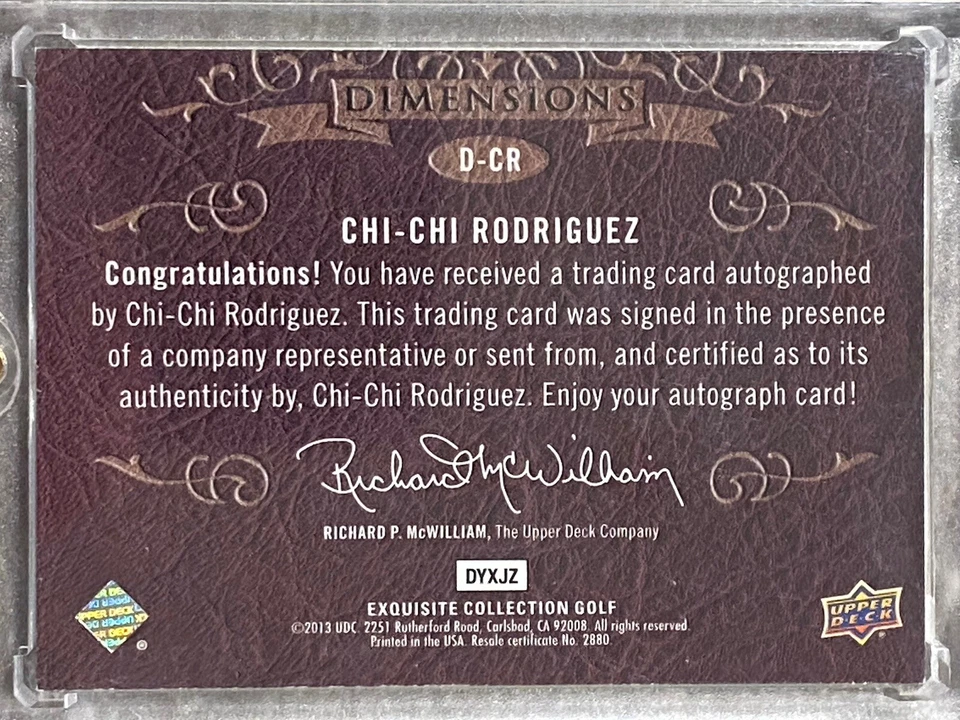 DIMENSIONS
D-CR
CHI-CHI RODRIGUEZ
Congratulations! You have received a trading card autographed
by Chi-Chi Rodriguez. This trading card was signed in the presence
of a company representative or sent from, and certified as to its
authenticity by, Chi-Chi Rodriguez. Enjoy your autograph card!
Richard McWilliam
RICHARD P. McWILLIAM, The Upper Deck Company
DYXJZ
EXQUISITE COLLECTION GOLF
©2013 UDC. 2251 Rutherford Road, Carlsbad, CA 92008. All rights reserved.
Printed in the USA. Resale certificate No. 2880.
UPPER DECK
UPPER
DECK